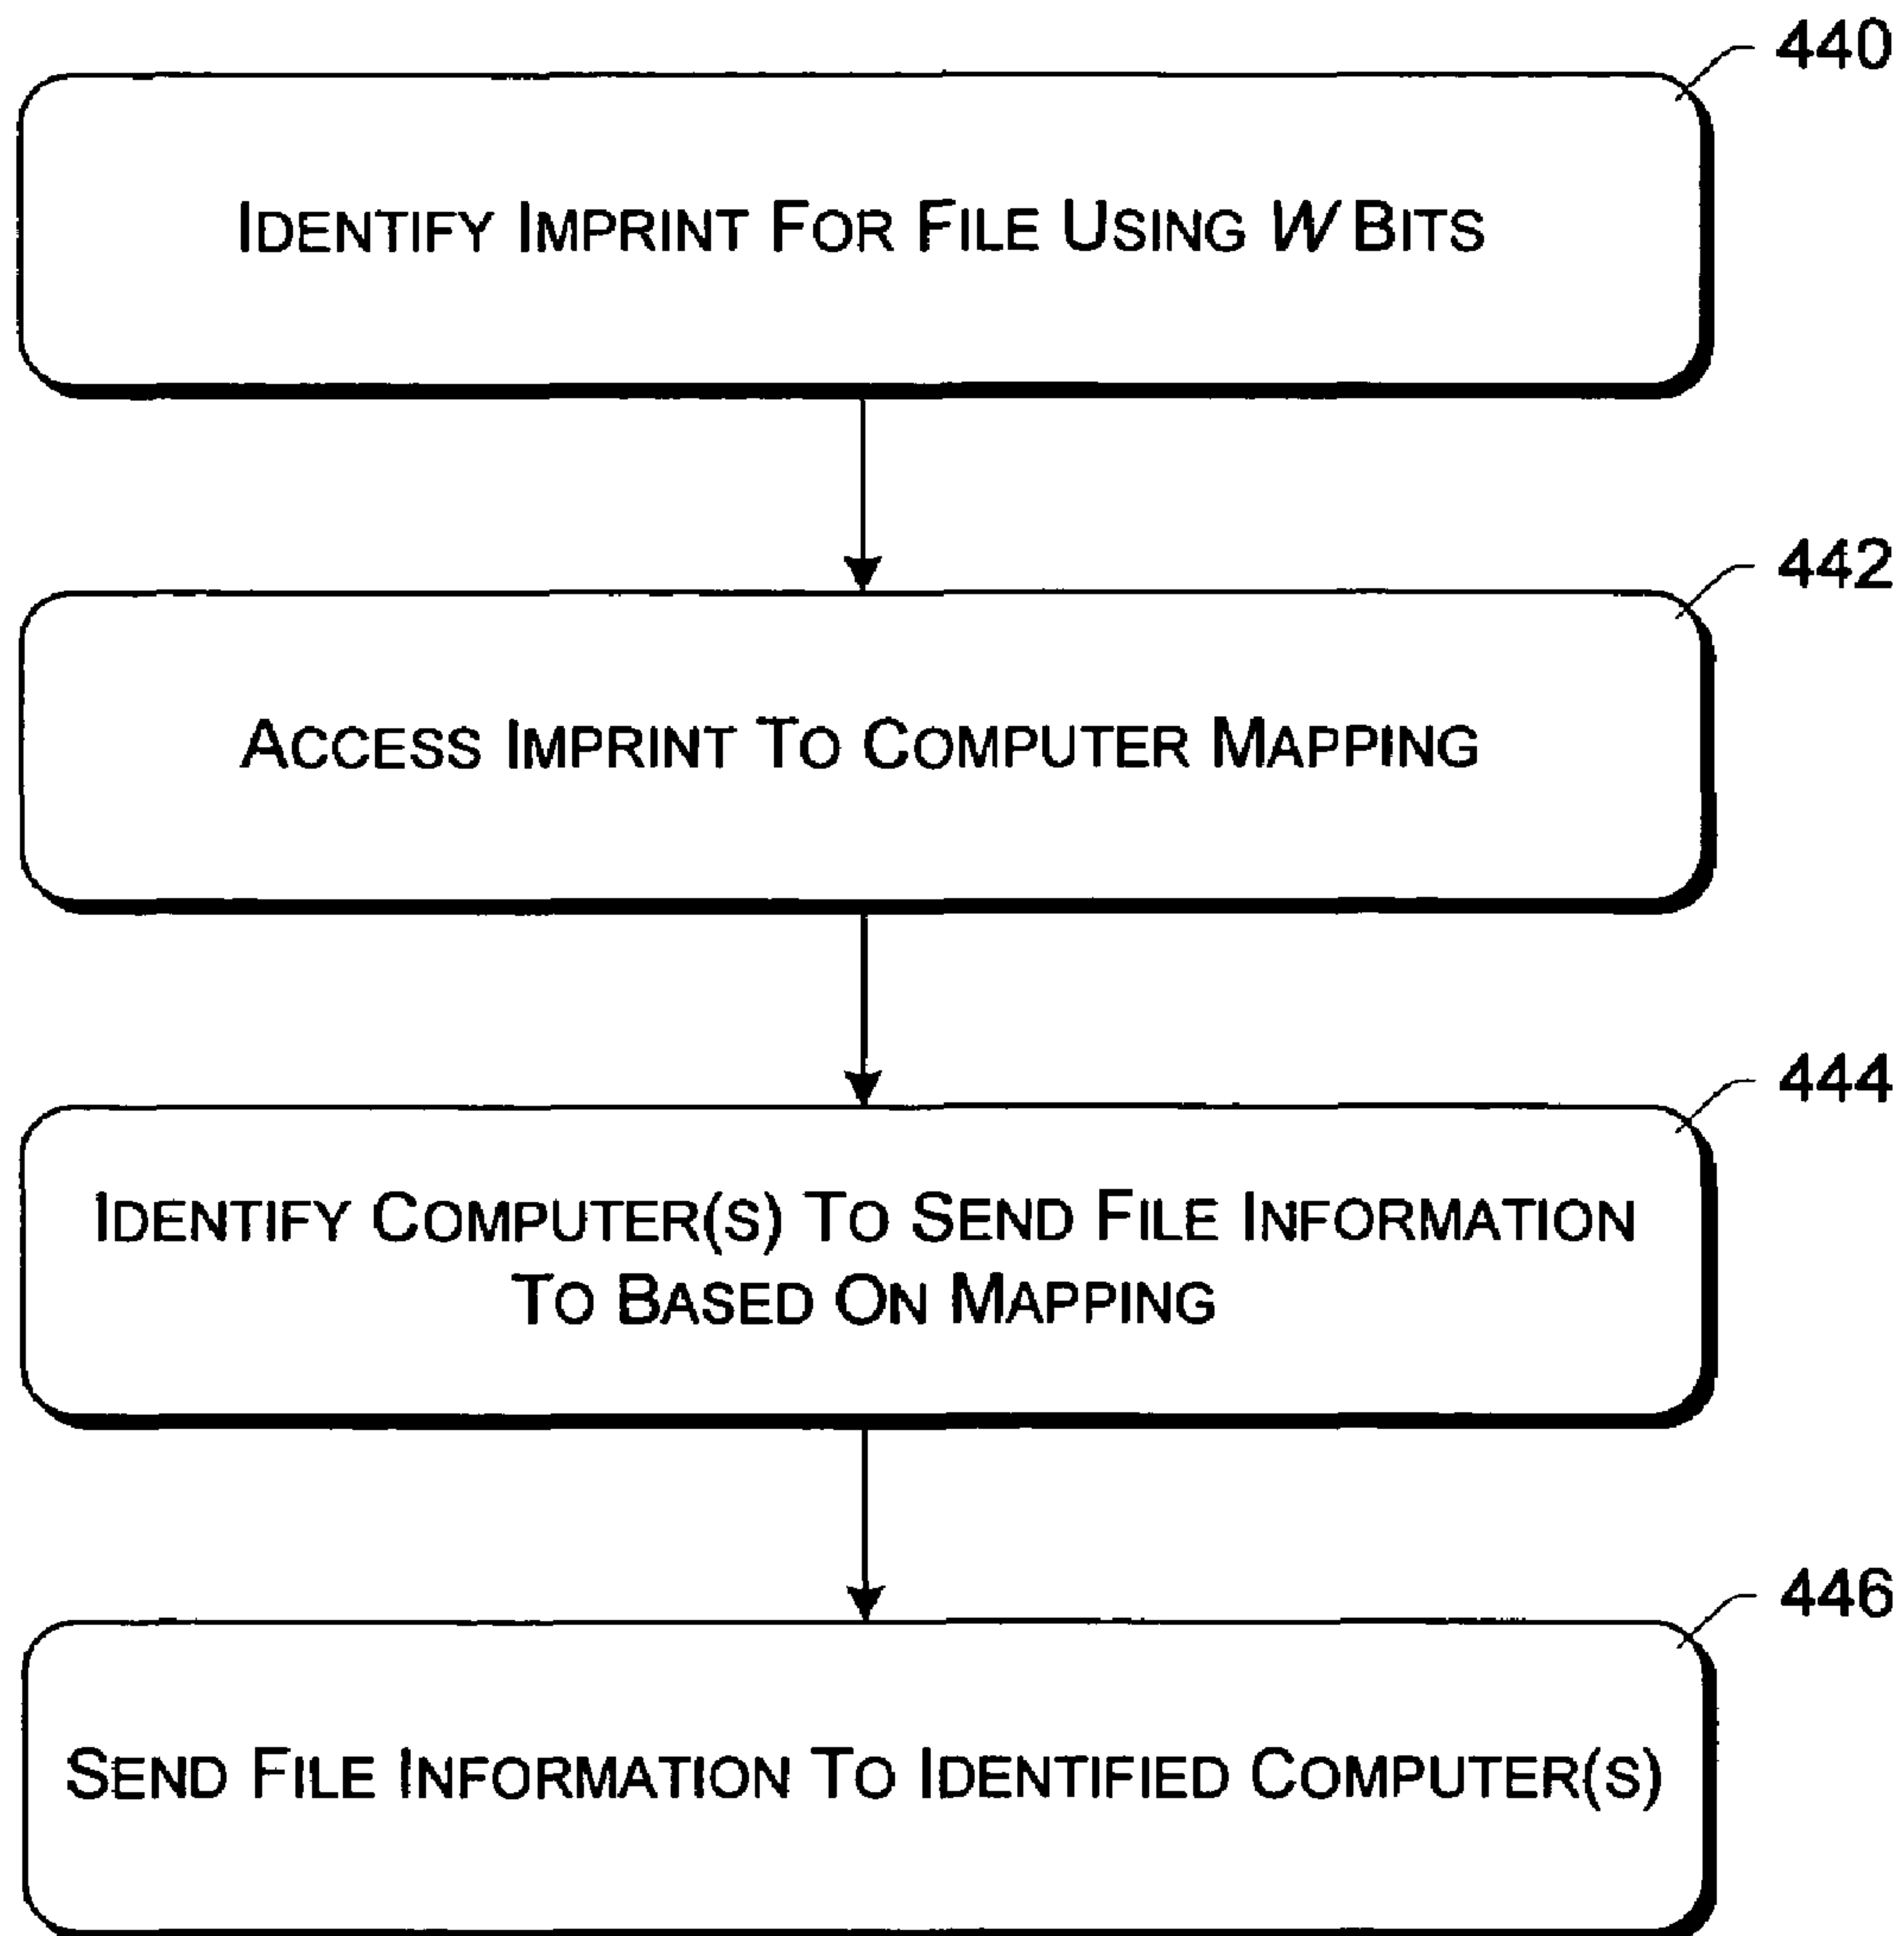 440
IDENTIFY IMPRINT FOR FILE USING W BITS
442
ACCESS IMPRINT TO COMPUTER MAPPING
444
IDENTIFY COMPUTER(S) TO SEND FILE INFORMATION
TO BASED ON MAPPING
446
SEND FILE INFORMATION TO IDENTIFIED COMPUTER(S)